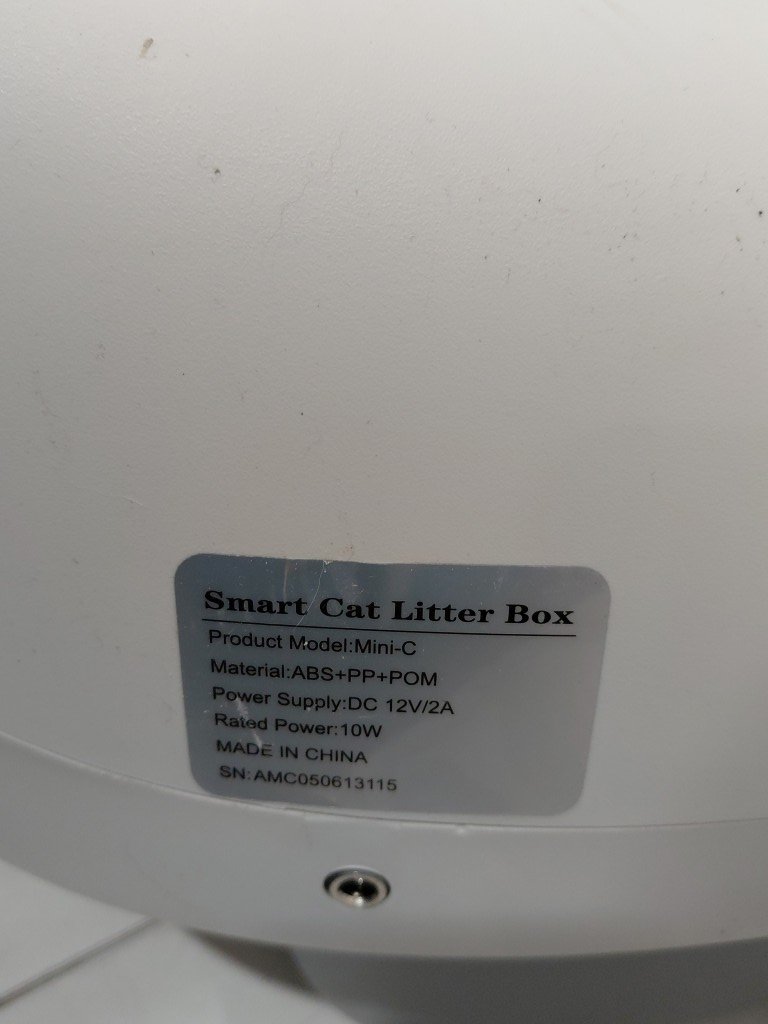 Smart Cat Litter Box
Product Model:Mini-C
Material:ABS+PP+POM
Power Supply:DC 12V/2A
Rated Power:10W
MADE IN CHINA
SN:AMC050613115